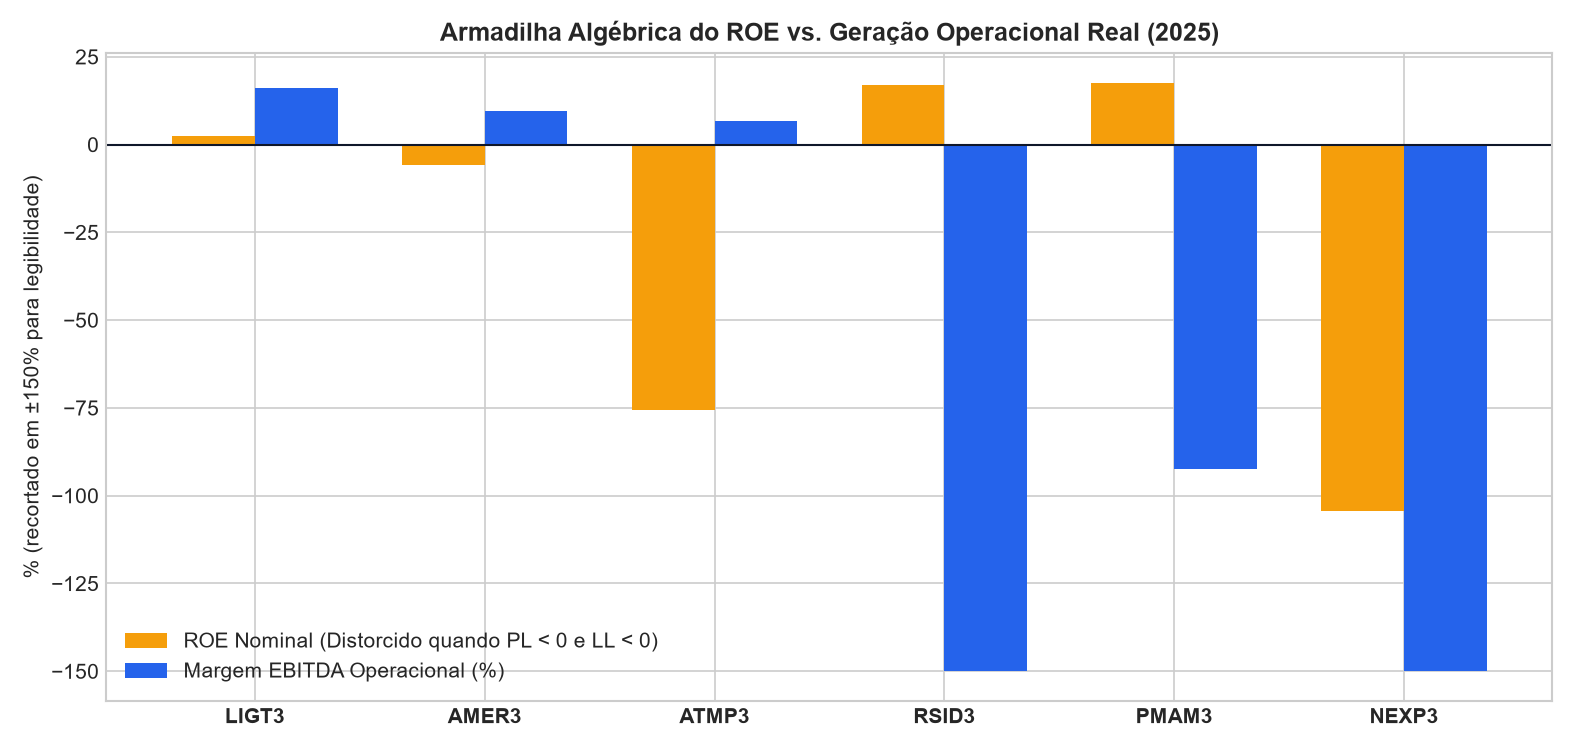 Armadilha Algébrica do ROE vs. Geração Operacional Real (2025)
% (recortado em ±150% para legibilidade)
25
0
−25
−50
−75
−100
−125
−150
ROE Nominal (Distorcido quando PL < 0 e LL < 0)
Margem EBITDA Operacional (%)
LIGT3
AMER3
ATMP3
RSID3
PMAM3
NEXP3